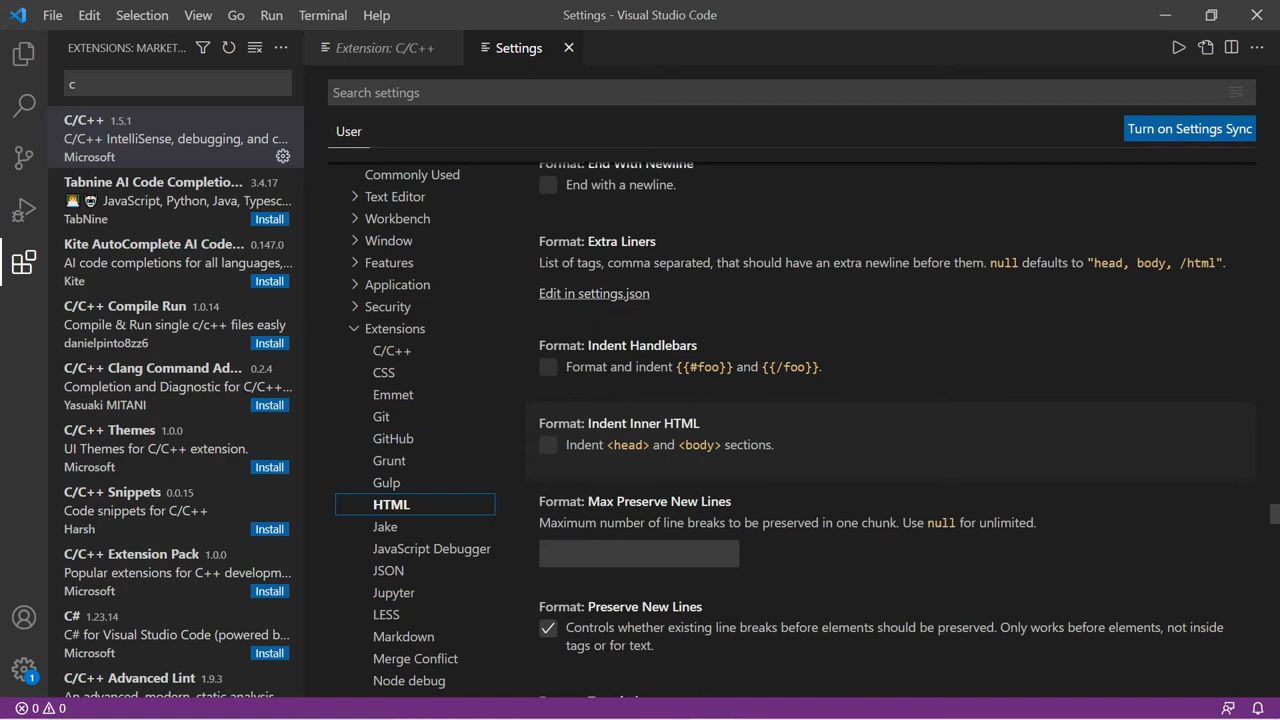 File Edit Selection View Go Run Terminal Help
Settings - Visual Studio Code
EXTENSIONS: MARKET...
c
C/C++ 1.5.1
C/C++ IntelliSense, debugging, and c...
Microsoft
Tabnine AI Code Completio... 3.4.17
JavaScript, Python, Java, Typesc...
TabNine Install
Kite AutoComplete AI Code... 0.147.0
AI code completions for all languages,...
Kite Install
C/C++ Compile Run 1.0.14
Compile & Run single c/c++ files easly
danielpinto8zz6 Install
C/C++ Clang Command Ad... 0.2.4
Completion and Diagnostic for C/C++...
Yasuaki MITANI Install
C/C++ Themes 1.0.0
UI Themes for C/C++ extension.
Microsoft Install
C/C++ Snippets 0.0.15
Code snippets for C/C++
Harsh Install
C/C++ Extension Pack 1.0.0
Popular extensions for C++ developm...
Microsoft Install
C# 1.23.14
C# for Visual Studio Code (powered b...
Microsoft Install
C/C++ Advanced Lint 1.9.3
An advanced, modern, static analysis
Extension: C/C++
Settings
Search settings
User
Turn on Settings Sync
Commonly Used
Text Editor
Workbench
Window
Features
Application
Security
Extensions
C/C++
CSS
Emmet
Git
GitHub
Grunt
Gulp
HTML
Jake
JavaScript Debugger
JSON
Jupyter
LESS
Markdown
Merge Conflict
Node debug
Format: End With Newline
End with a newline.
Format: Extra Liners
List of tags, comma separated, that should have an extra newline before them. null defaults to "head, body, /html".
Edit in settings.json
Format: Indent Handlebars
Format and indent {{#foo}} and {{/foo}}.
Format: Indent Inner HTML
Indent <head> and <body> sections.
Format: Max Preserve New Lines
Maximum number of line breaks to be preserved in one chunk. Use null for unlimited.
Format: Preserve New Lines
Controls whether existing line breaks before elements should be preserved. Only works before elements, not inside
tags or for text.
1
0 0